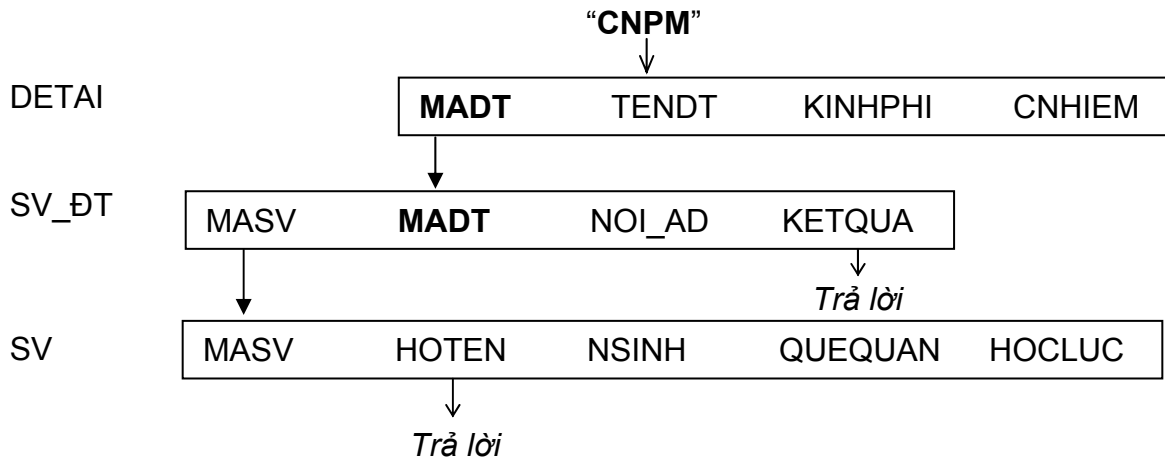 “CNPM”
DETAI MADT TENDT KINHPHI CNHIEM
SV_ĐT MASV MADT NOI_AD KETQUA
Trả lời
SV MASV HOTEN NSINH QUEQUAN HOCLUC
Trả lời